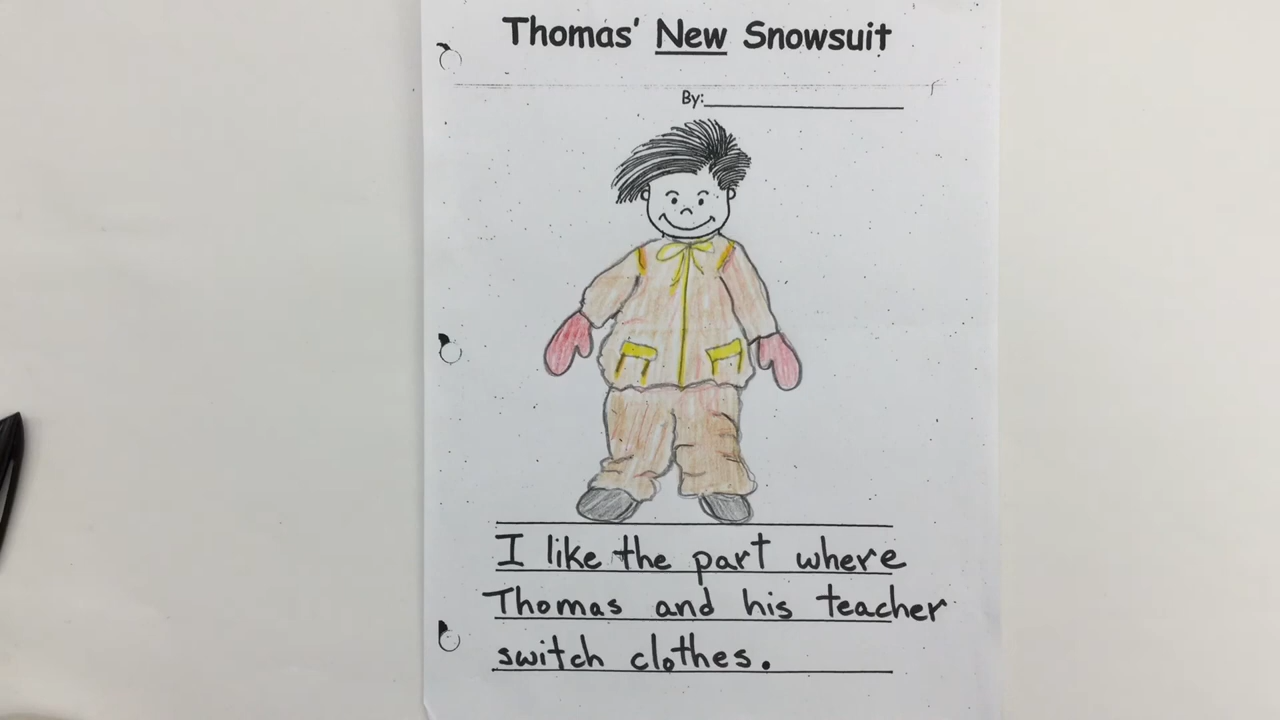 Thomas' New Snowsuit
By:
I like the part where
Thomas and his teacher
switch clothes.